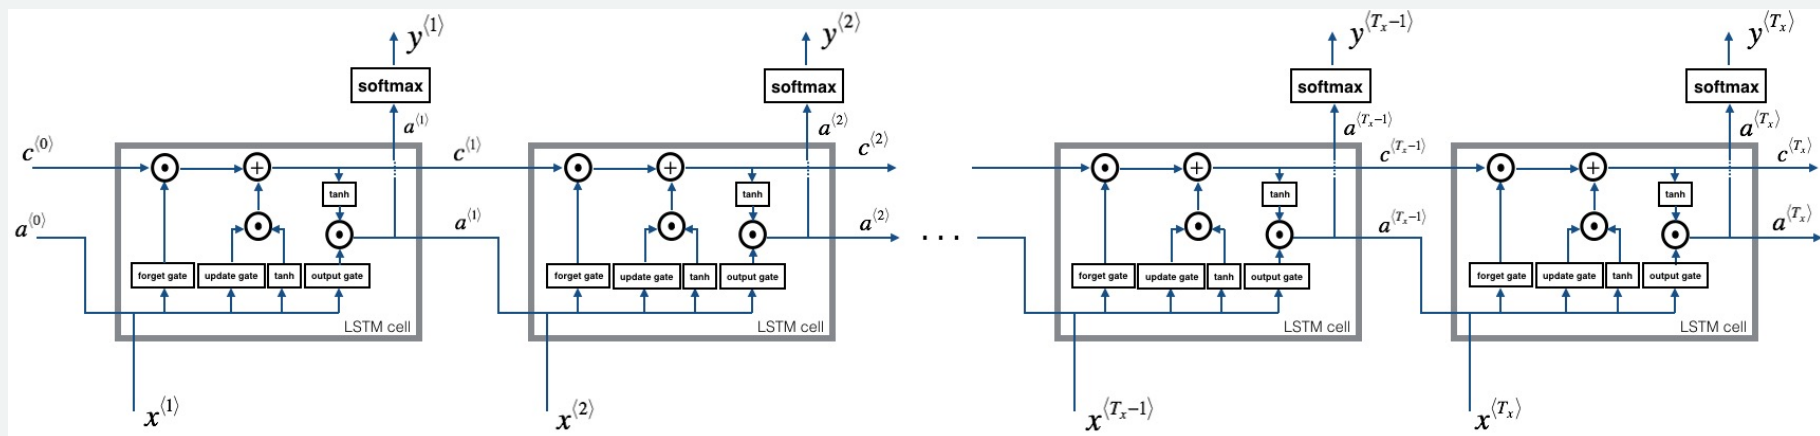 y⟨1⟩ y⟨2⟩ y⟨Tx−1⟩ y⟨Tx⟩
softmax softmax softmax softmax
a⟨1⟩ a⟨2⟩ a⟨Tx−1⟩ a⟨Tx⟩
c⟨0⟩ c⟨1⟩ c⟨2⟩ c⟨Tx−1⟩ c⟨Tx⟩
tanh tanh tanh tanh
a⟨0⟩ a⟨1⟩ a⟨2⟩ ... a⟨Tx−1⟩ a⟨Tx⟩
forget gate update gate tanh output gate forget gate update gate tanh output gate forget gate update gate tanh output gate forget gate update gate tanh output gate
LSTM cell LSTM cell LSTM cell LSTM cell
x⟨1⟩ x⟨2⟩ x⟨Tx−1⟩ x⟨Tx⟩